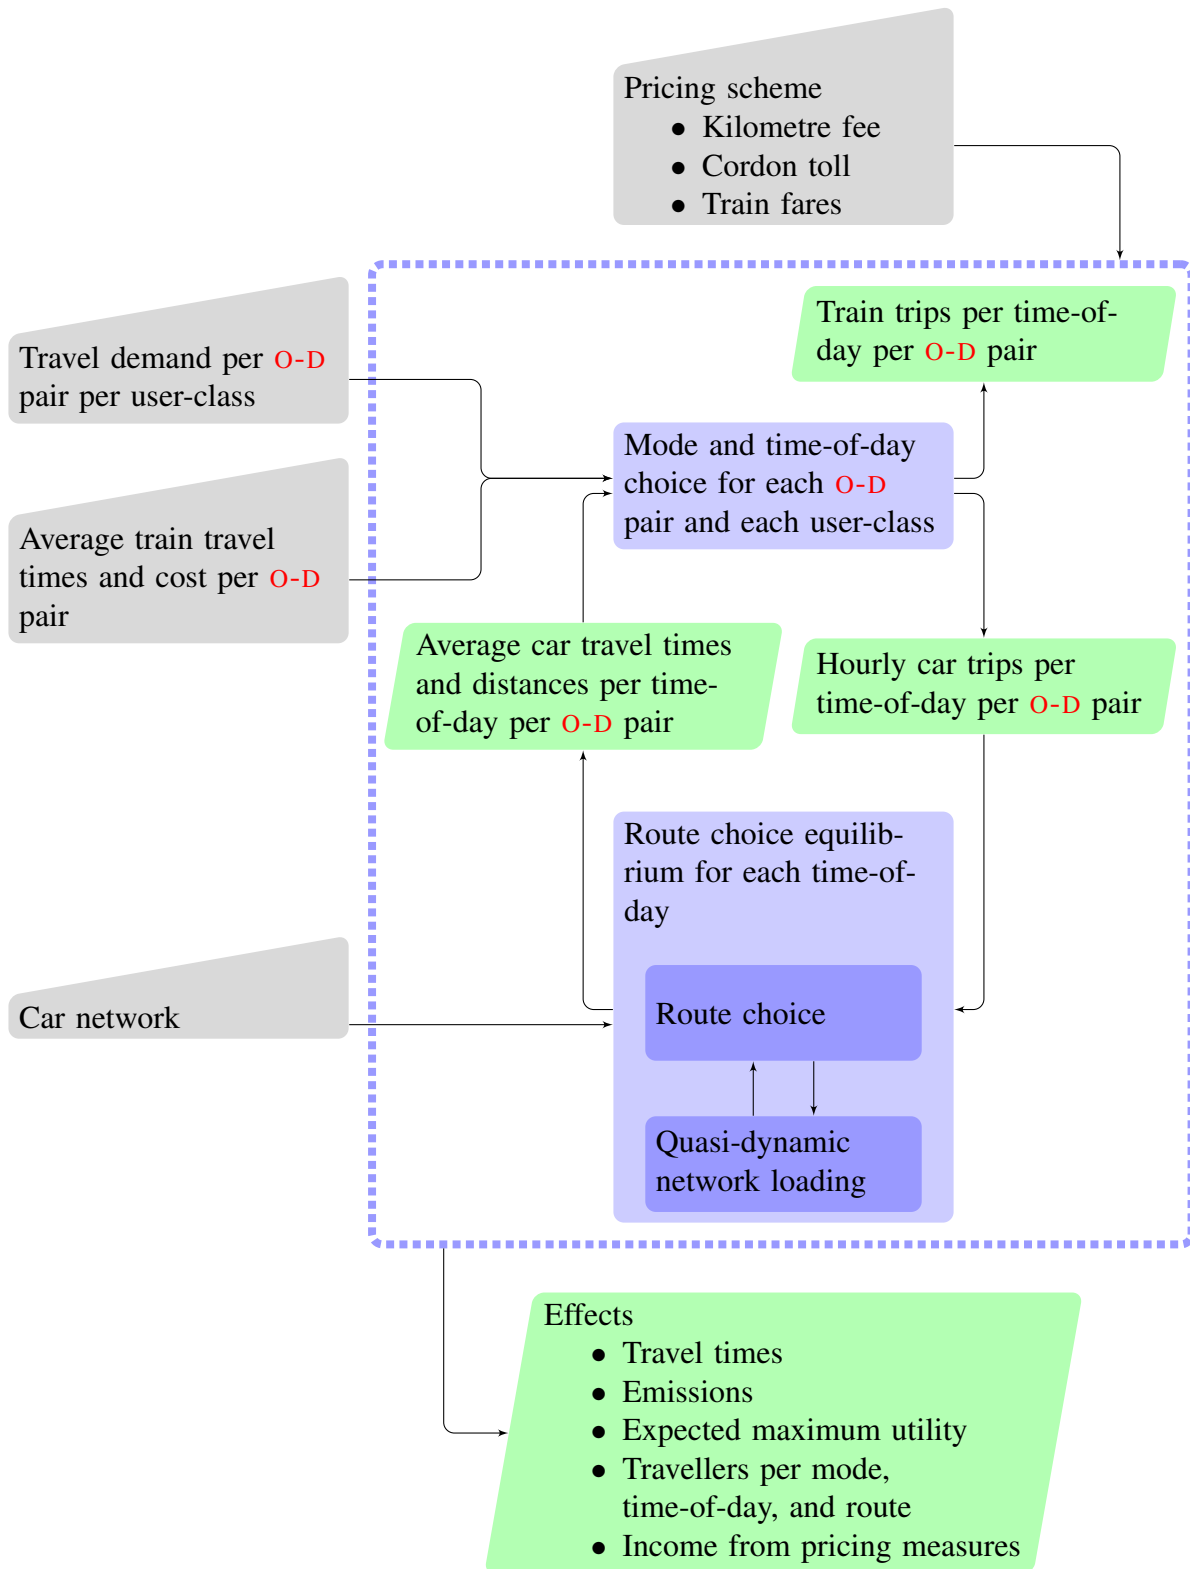 Pricing scheme
• Kilometre fee
• Cordon toll
• Train fares
Train trips per time-of-
day per O-D pair
Travel demand per O-D
pair per user-class
Mode and time-of-day
choice for each O-D
pair and each user-class
Average train travel
times and cost per O-D
pair
Average car travel times
and distances per time-
of-day per O-D pair
Hourly car trips per
time-of-day per O-D pair
Route choice equilib-
rium for each time-of-
day
Car network
Route choice
Quasi-dynamic
network loading
Effects
• Travel times
• Emissions
• Expected maximum utility
• Travellers per mode,
time-of-day, and route
• Income from pricing measures